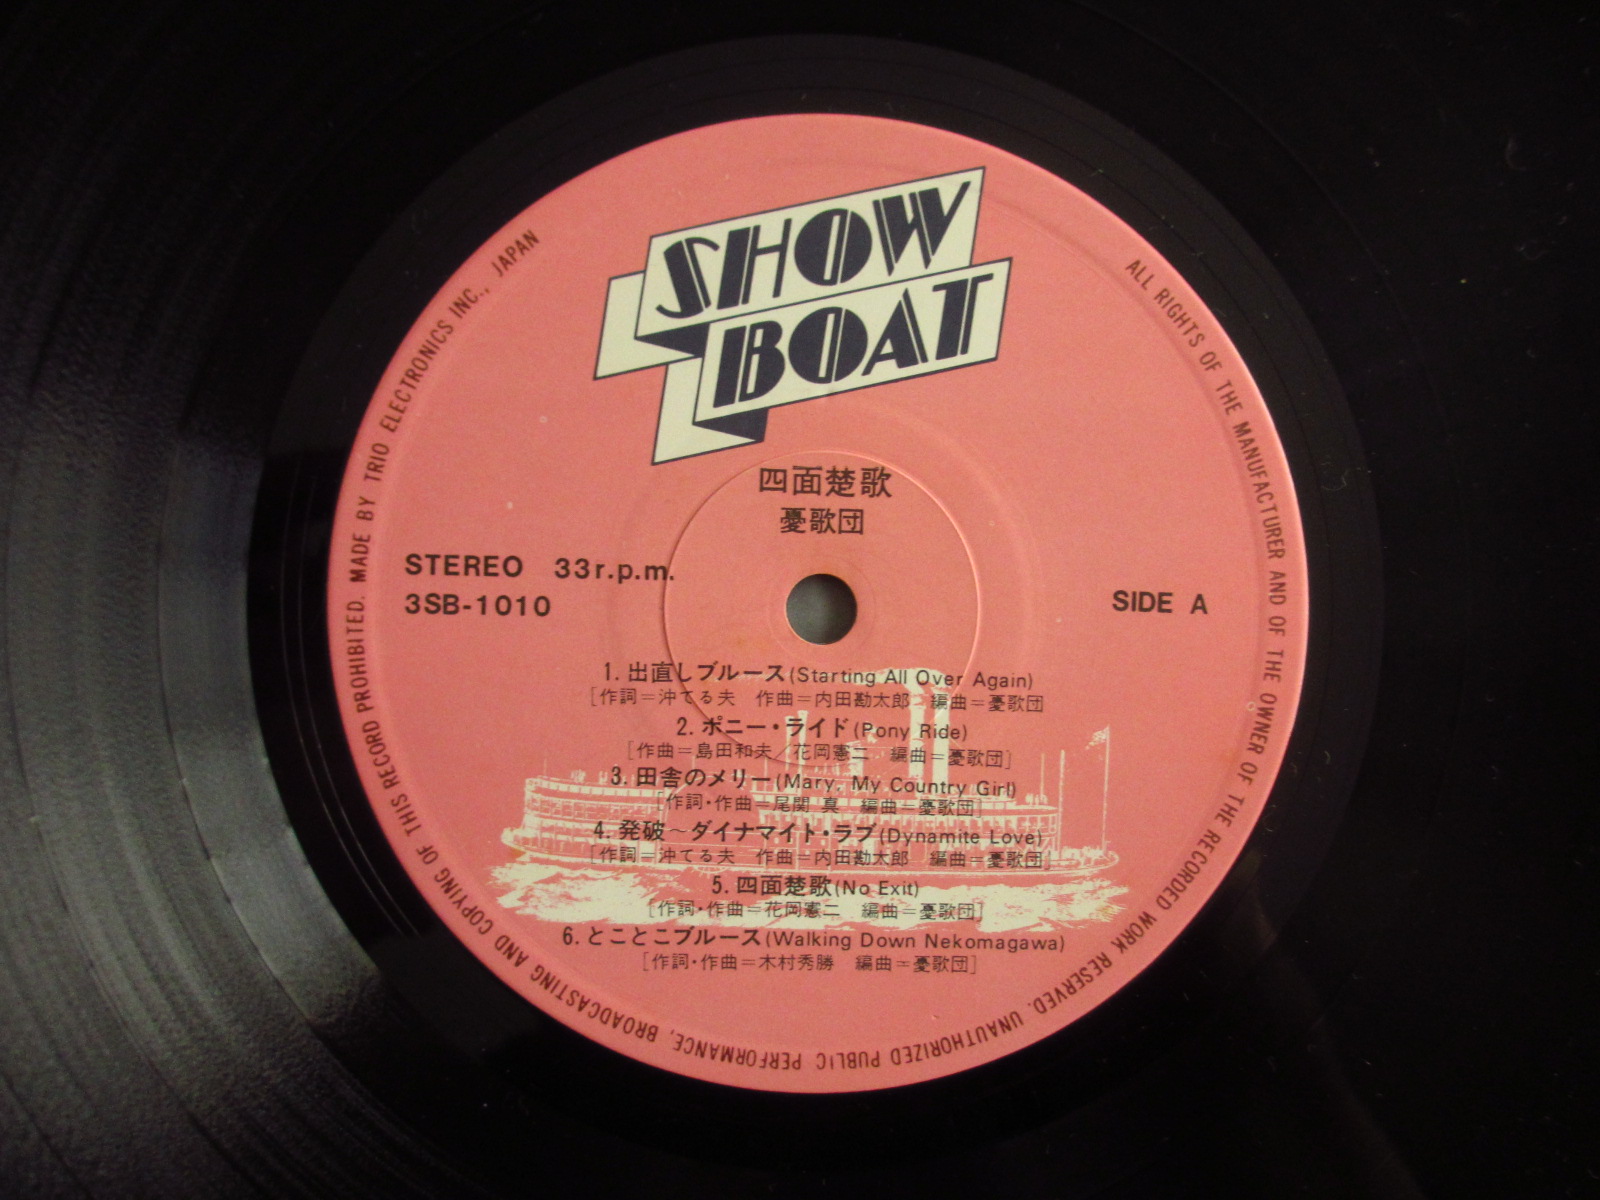 SHOW
BOAT
四面楚歌
憂歌団
STEREO 33r.p.m.
3SB-1010
SIDE A
1. 出直しブルース(Starting All Over Again)
[作詞=沖てる夫 作曲=内田勘太郎 編曲=憂歌団
2. ポニー・ライド(Pony Ride)
[作曲=島田和夫/花岡憲二 編曲=憂歌団]
3. 田舎のメリー(Mary, My Country Girl)
[作詞・作曲=尾関 真 編曲=憂歌団]
4. 発破〜ダイナマイト・ラブ(Dynamite Love)
[作詞=沖てる夫 作曲=内田勘太郎 編曲=憂歌団]
5. 四面楚歌(No Exit)
[作詞・作曲=花岡憲二 編曲=憂歌団]
6. とことこブルース(Walking Down Nekomagawa)
[作詞・作曲=木村秀勝 編曲=憂歌団]
ALL RIGHTS OF THE MANUFACTURER AND OF THE OWNER OF THE RECORDED WORK RESERVED. UNAUTHORIZED PUBLIC PERFORMANCE, BROADCASTING AND COPYING OF THIS RECORD PROHIBITED. MADE BY TRIO ELECTRONICS INC., JAPAN